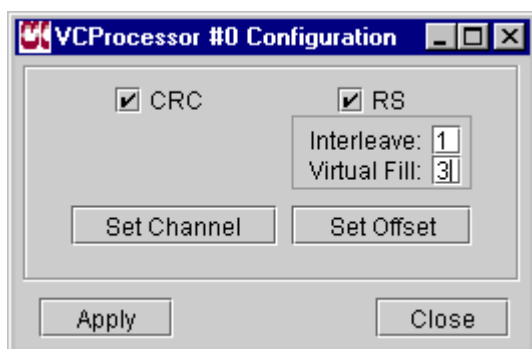 VCProcessor #0 Configuration
CRC RS
Interleave: 1
Virtual Fill: 3
Set Channel Set Offset
Apply Close